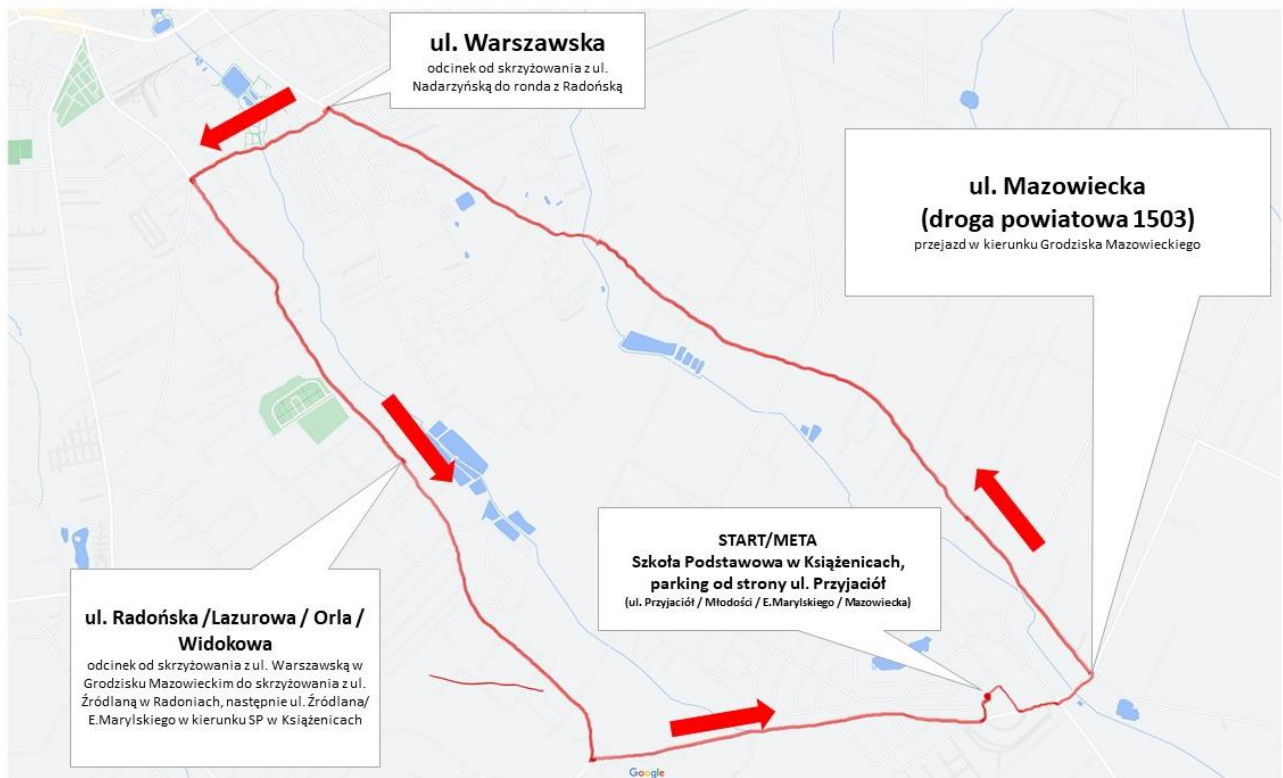 ul. Warszawska
odcinek od skrzyżowania z ul.
Nadarzyńską do ronda z Radońską
ul. Mazowiecka
(droga powiatowa 1503)
przejazd w kierunku Grodziska Mazowieckiego
START/META
Szkoła Podstawowa w Książenicach,
parking od strony ul. Przyjaciół
(ul. Przyjaciół / Młodości / E.Marylskiego / Mazowiecka)
ul. Radońska /Lazurowa / Orla /
Widokowa
odcinek od skrzyżowania z ul. Warszawską w
Grodzisku Mazowieckim do skrzyżowania z ul.
Źródlaną w Radoniach, następnie ul. Źródlana/
E.Marylskiego w kierunku SP w Książenicach
Google